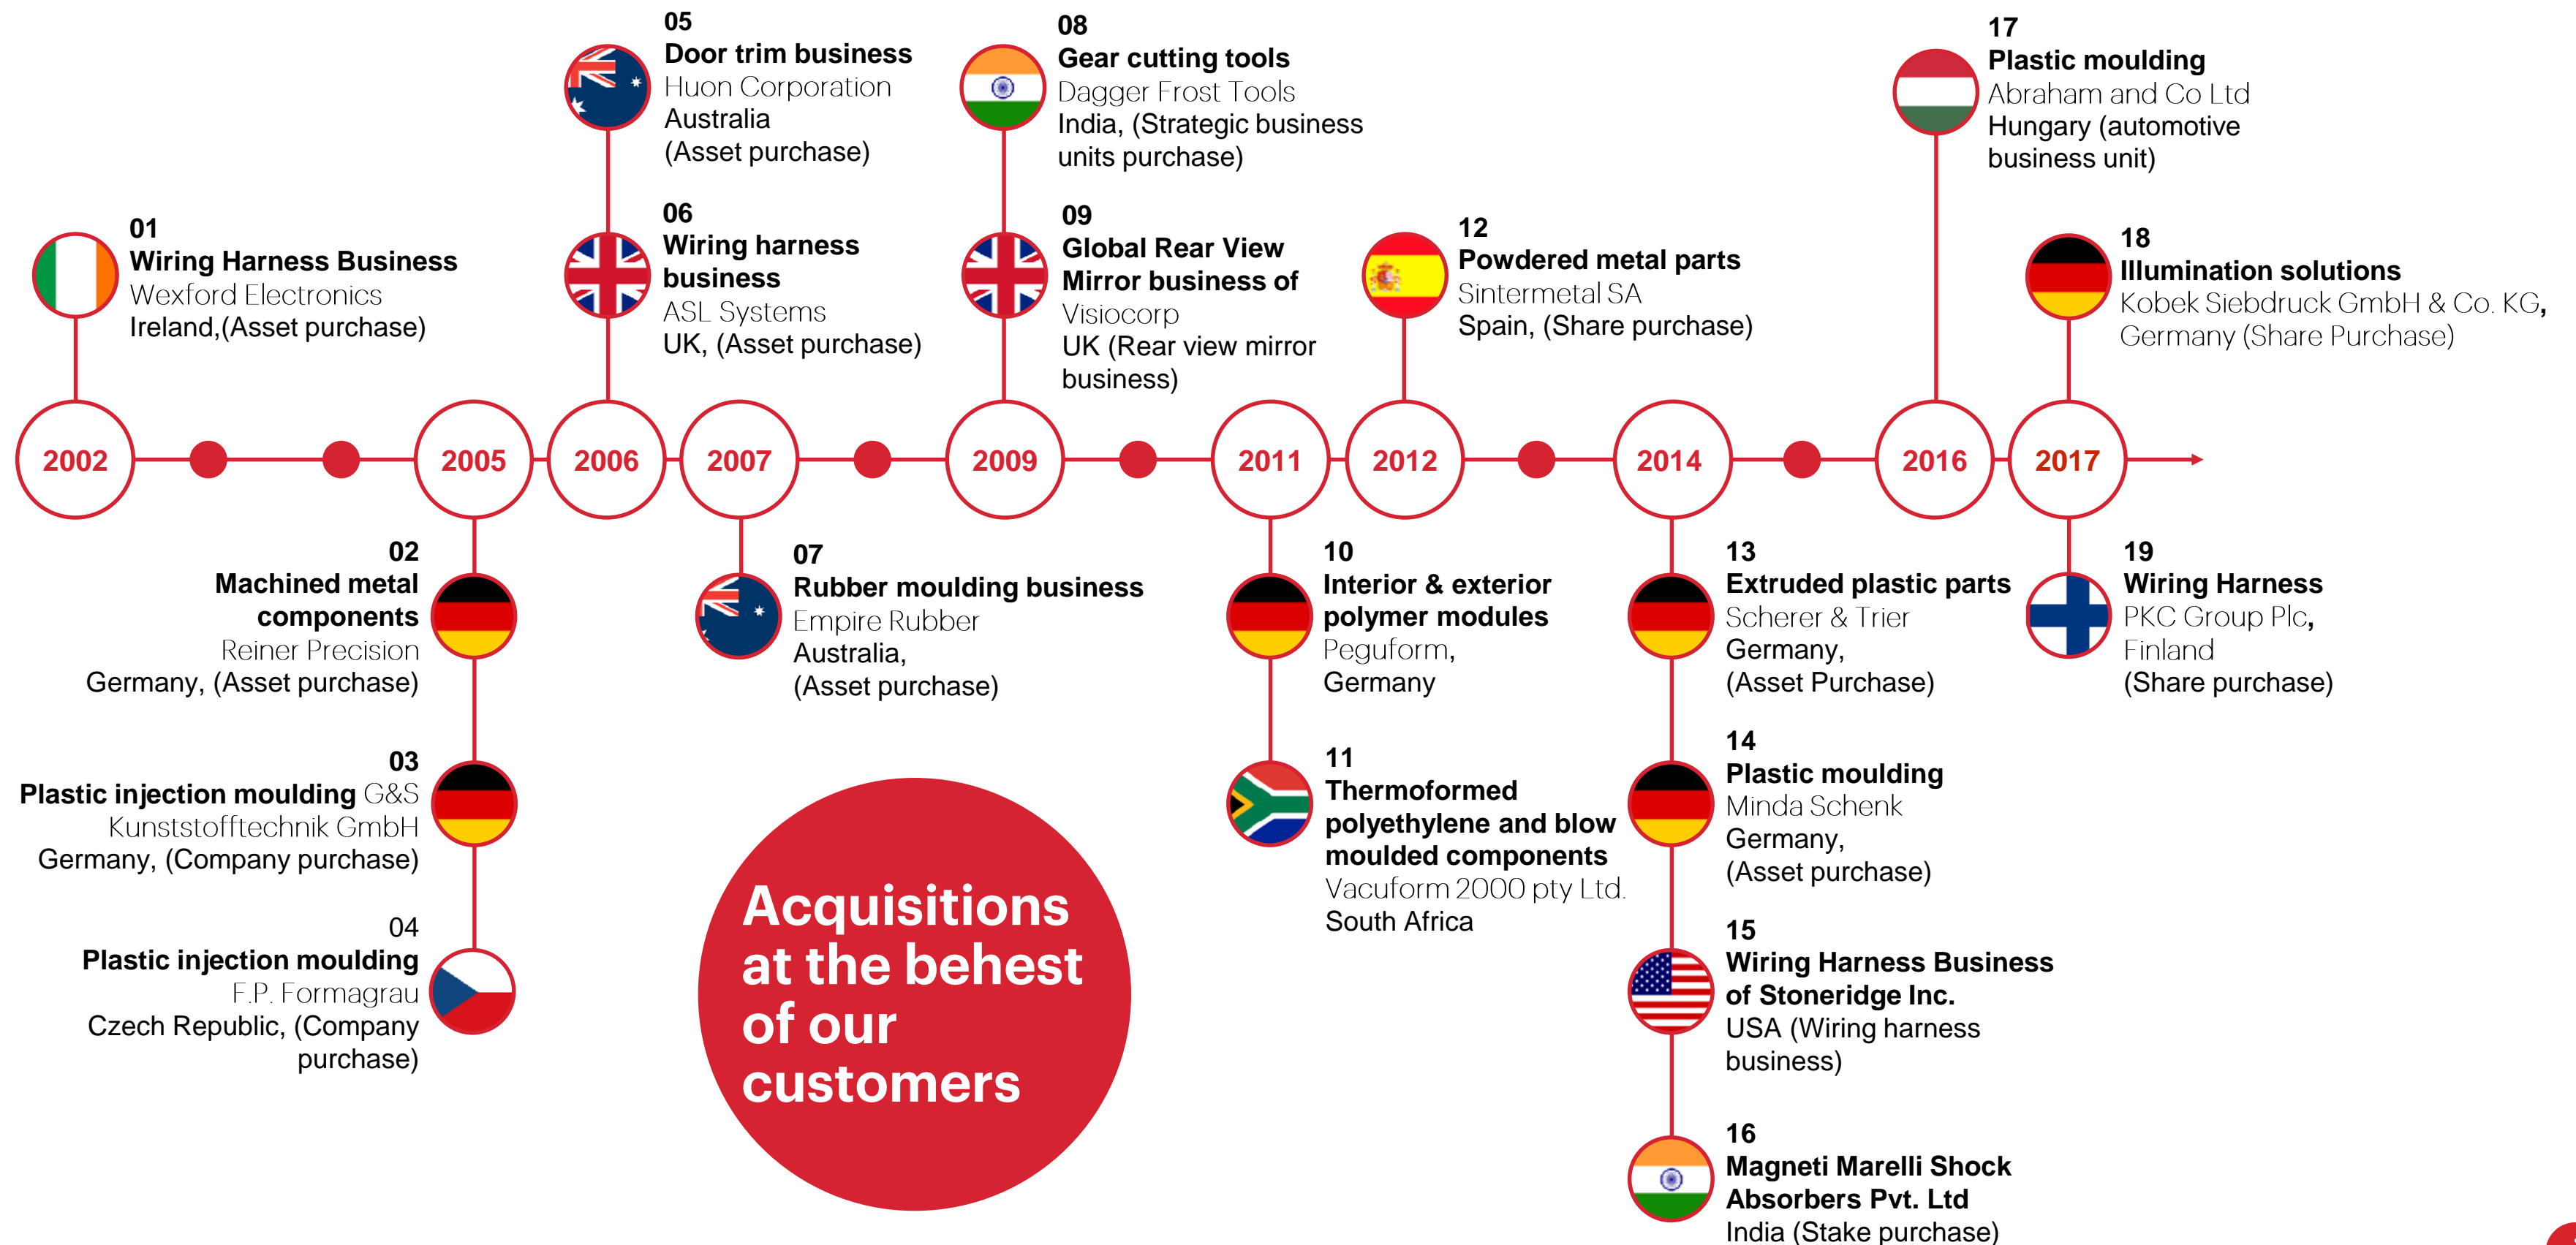 01
Wiring Harness Business
Wexford Electronics
Ireland,(Asset purchase)
05
Door trim business
Huon Corporation
Australia
(Asset purchase)
06
Wiring harness
business
ASL Systems
UK, (Asset purchase)
08
Gear cutting tools
Dagger Frost Tools
India, (Strategic business
units purchase)
09
Global Rear View
Mirror business of
Visiocorp
UK (Rear view mirror
business)
12
Powdered metal parts
Sintermetal SA
Spain, (Share purchase)
17
Plastic moulding
Abraham and Co Ltd
Hungary (automotive
business unit)
18
Illumination solutions
Kobek Siebdruck GmbH & Co. KG,
Germany (Share Purchase)
2002
2005
2006
2007
2009
2011
2012
2014
2016
2017
02
Machined metal
components
Reiner Precision
Germany, (Asset purchase)
03
Plastic injection moulding G&S
Kunststofftechnik GmbH
Germany, (Company purchase)
04
Plastic injection moulding
F.P. Formagrau
Czech Republic, (Company
purchase)
07
Rubber moulding business
Empire Rubber
Australia,
(Asset purchase)
Acquisitions
at the behest
of our
customers
10
Interior & exterior
polymer modules
Peguform,
Germany
11
Thermoformed
polyethylene and blow
moulded components
Vacuform 2000 pty Ltd.
South Africa
13
Extruded plastic parts
Scherer & Trier
Germany,
(Asset Purchase)
14
Plastic moulding
Minda Schenk
Germany,
(Asset purchase)
15
Wiring Harness Business
of Stoneridge Inc.
USA (Wiring harness
business)
16
Magneti Marelli Shock
Absorbers Pvt. Ltd
India (Stake purchase)
19
Wiring Harness
PKC Group Plc,
Finland
(Share purchase)